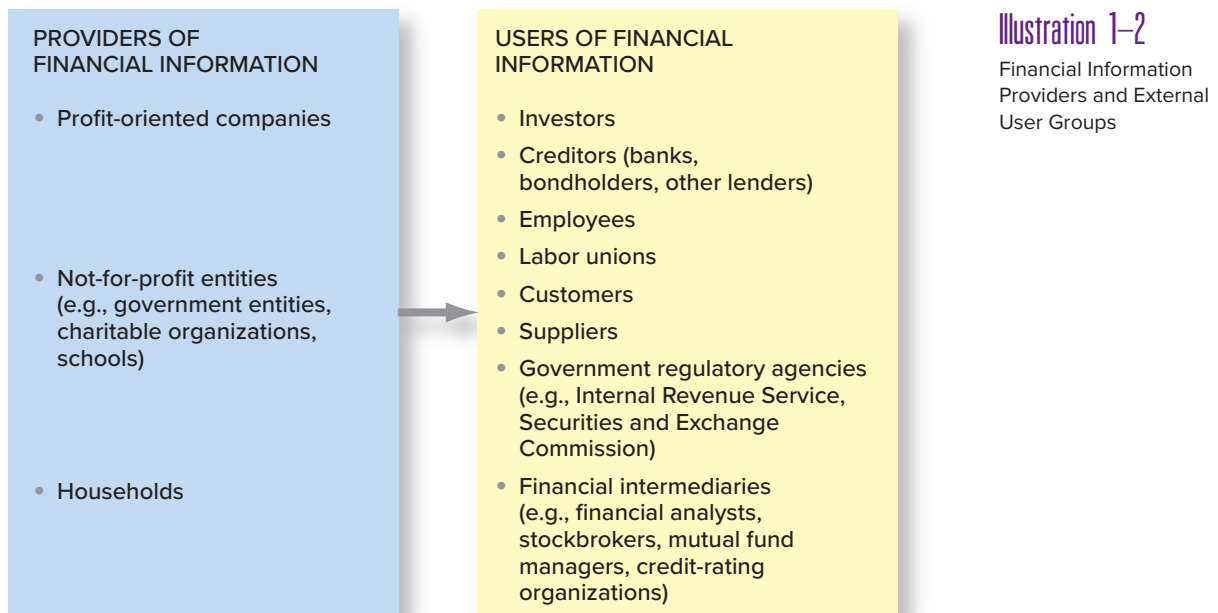 PROVIDERS OF
FINANCIAL INFORMATION
• Profit-oriented companies
• Not-for-profit entities
(e.g., government entities,
charitable organizations,
schools)
• Households
USERS OF FINANCIAL
INFORMATION
• Investors
• Creditors (banks,
bondholders, other lenders)
• Employees
• Labor unions
• Customers
• Suppliers
• Government regulatory agencies
(e.g., Internal Revenue Service,
Securities and Exchange
Commission)
• Financial intermediaries
(e.g., financial analysts,
stockbrokers, mutual fund
managers, credit-rating
organizations)
Illustration 1–2
Financial Information
Providers and External
User Groups